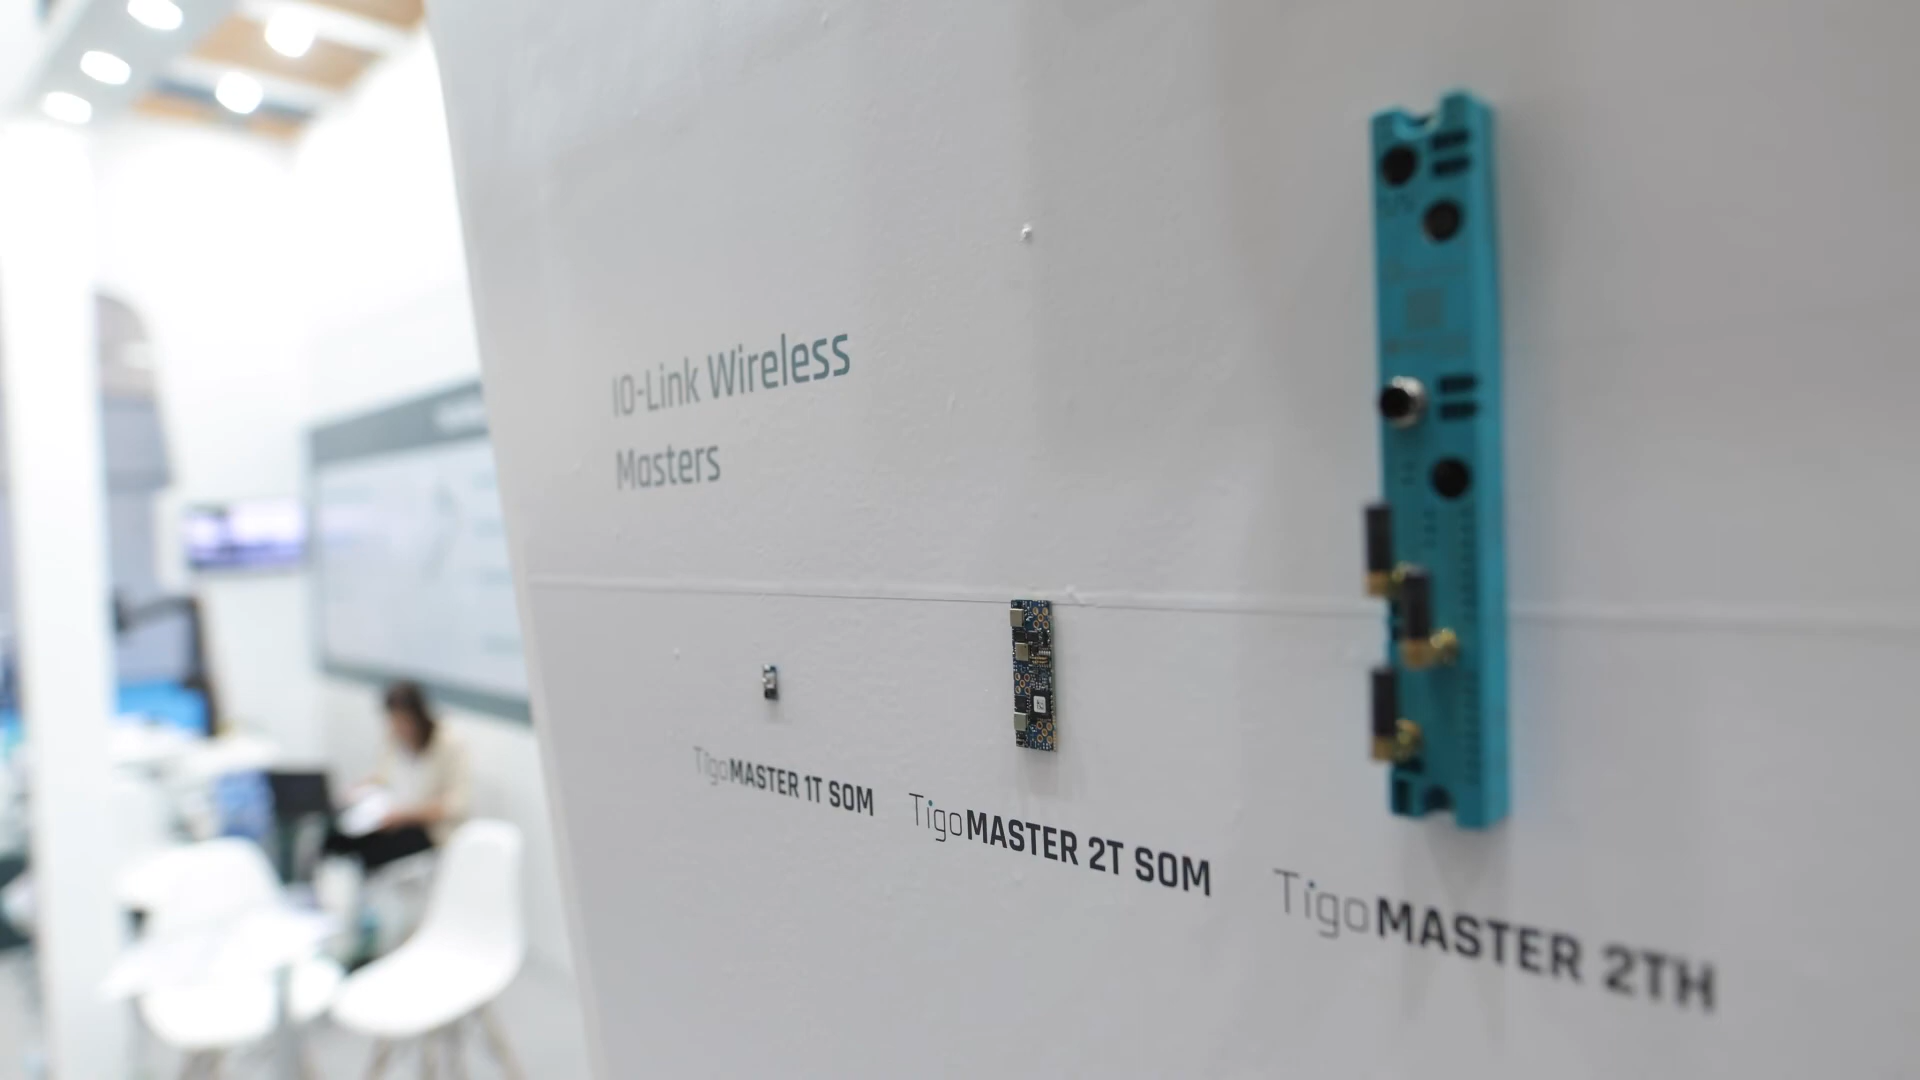 IO-Link Wireless
Masters
TigoMASTER 1T SOM
TigoMASTER 2T SOM
TigoMASTER 2TH